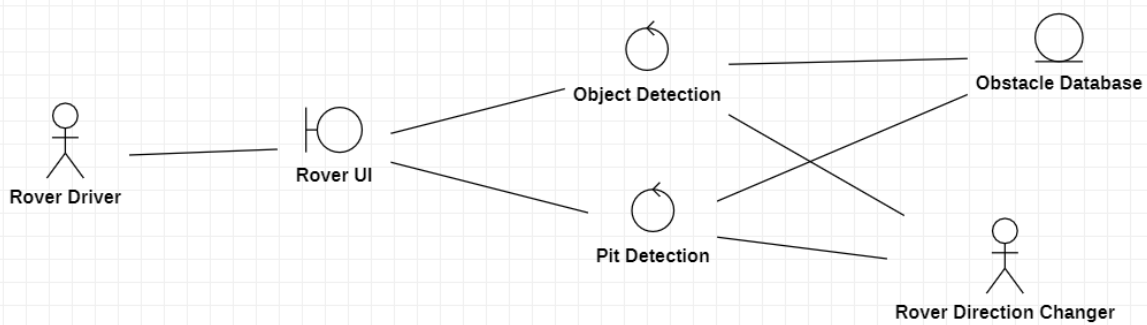 Object Detection
Obstacle Database
Rover Driver
Rover UI
Pit Detection
Rover Direction Changer